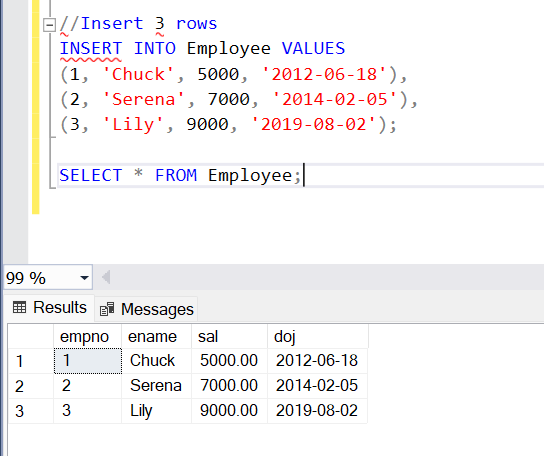 //Insert 3 rows
INSERT INTO Employee VALUES
(1, 'Chuck', 5000, '2012-06-18'),
(2, 'Serena', 7000, '2014-02-05'),
(3, 'Lily', 9000, '2019-08-02');
SELECT * FROM Employee;
99 %
Results Messages
empno ename sal doj
1 1 Chuck 5000.00 2012-06-18
2 2 Serena 7000.00 2014-02-05
3 3 Lily 9000.00 2019-08-02